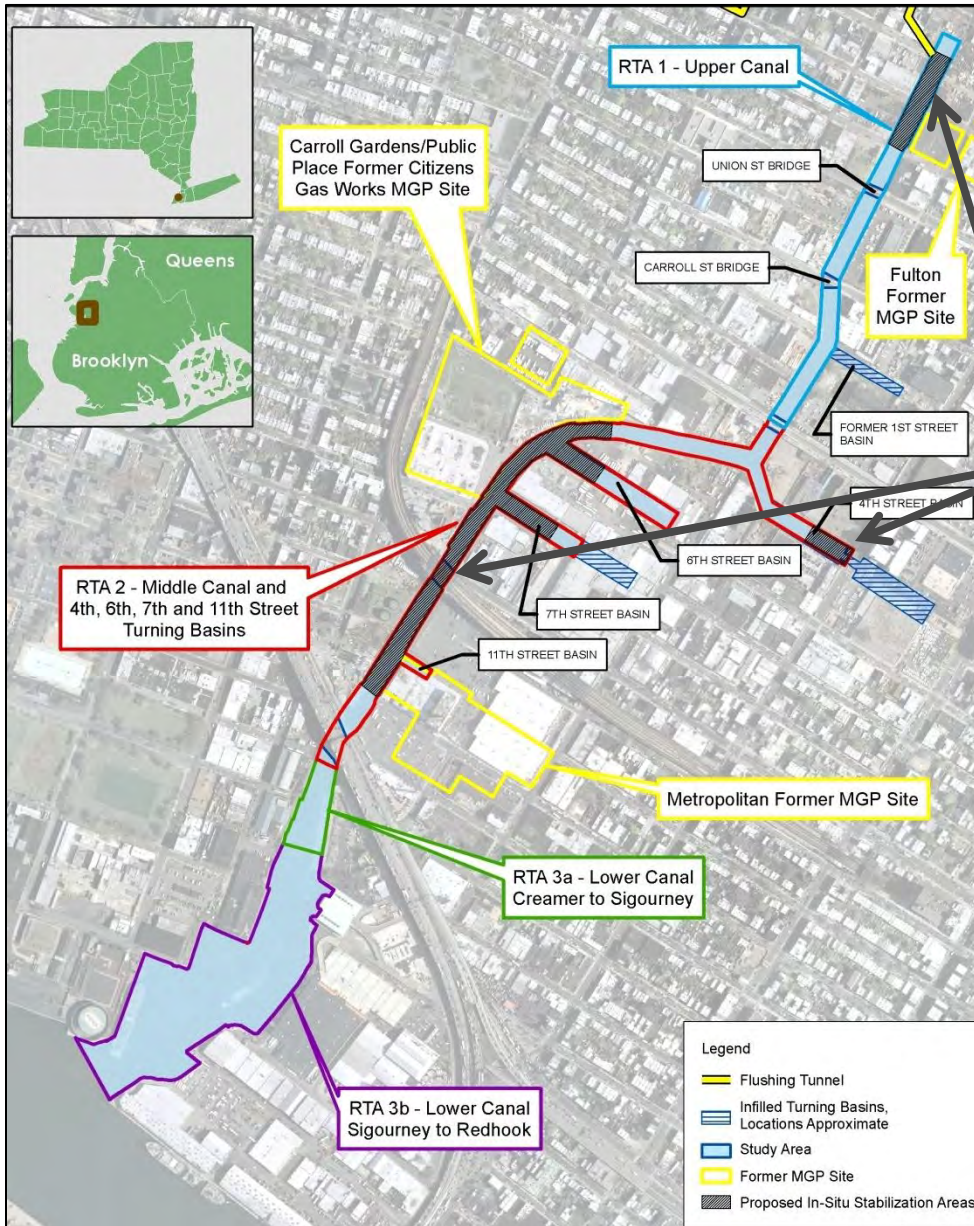 RTA 1 - Upper Canal
Carroll Gardens/Public
Place Former Citizens
Gas Works MGP Site
UNION ST BRIDGE
Queens
Brooklyn
CARROLL ST BRIDGE
Fulton
Former
MGP Site
FORMER 1ST STREET
BASIN
4TH STREET BASIN
6TH STREET BASIN
RTA 2 - Middle Canal and
4th, 6th, 7th and 11th Street
Turning Basins
7TH STREET BASIN
11TH STREET BASIN
Metropolitan Former MGP Site
RTA 3a - Lower Canal
Creamer to Sigourney
RTA 3b - Lower Canal
Sigourney to Redhook
Legend
Flushing Tunnel
Infilled Turning Basins,
Locations Approximate
Study Area
Former MGP Site
Proposed In-Situ Stabilization Areas